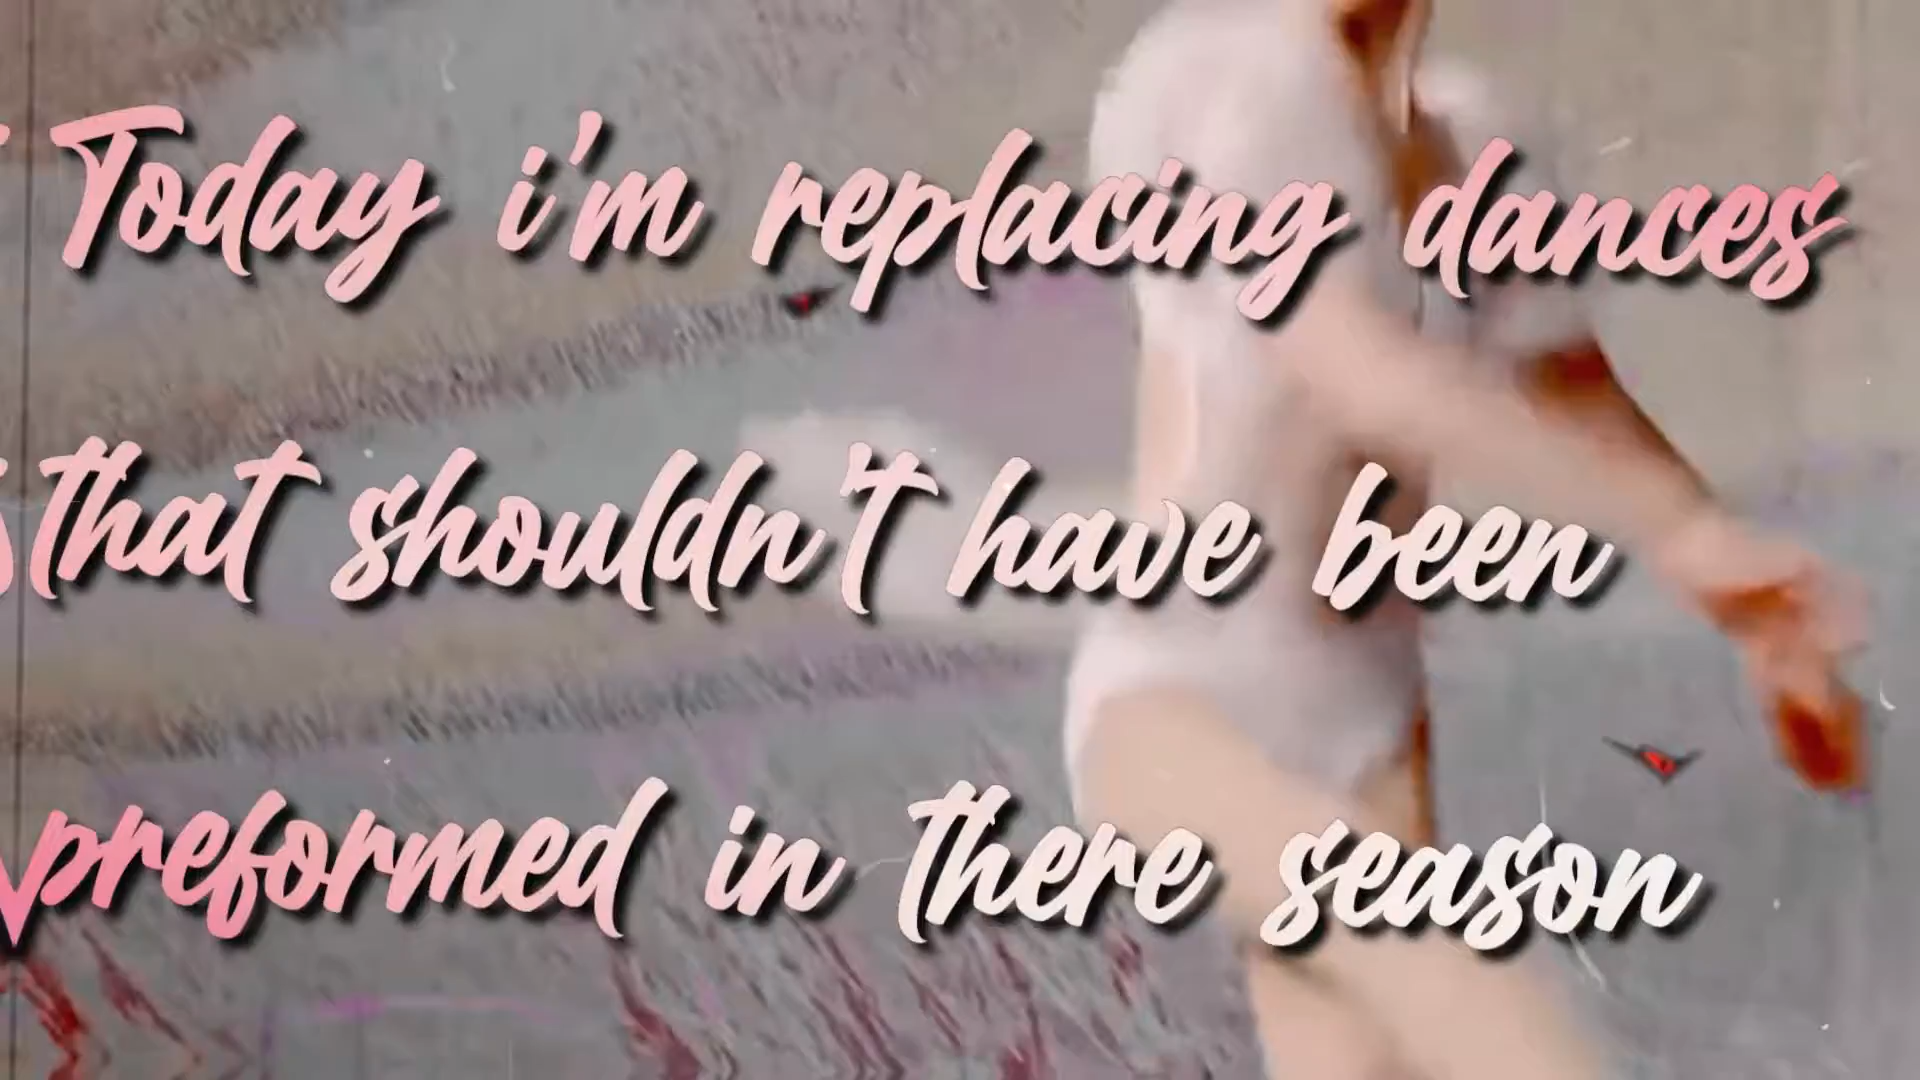 Today i'm replacing dances
that shouldn't have been
preformed in there season